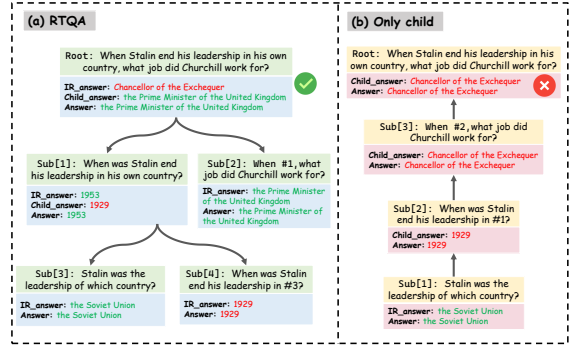 (a) RTQA
Root: When Stalin end his leadership in his own
country, what job did Churchill work for?
IR_answer: Chancellor of the Exchequer
Child_answer: the Prime Minister of the United Kingdom
Answer: the Prime Minister of the United Kingdom
Sub[1]: When was Stalin end
his leadership in his own country?
IR_answer: 1953
Child_answer: 1929
Answer: 1953
Sub[2]: When #1, what
job did Churchill work for?
IR_answer: the Prime Minister
of the United Kingdom
Answer: the Prime Minister of
the United Kingdom
Sub[3]: Stalin was the
leadership of which country?
IR_answer: the Soviet Union
Answer: the Soviet Union
Sub[4]: When was Stalin
end his leadership in #3?
IR_answer: 1929
Answer: 1929
(b) Only child
Root: When Stalin end his leadership in his
own country, what job did Churchill work for?
Child_answer: Chancellor of the Exchequer
Answer: Chancellor of the Exchequer
Sub[3]: When #2, what job did
Churchill work for?
Child_answer: Chancellor of the Exchequer
Answer: Chancellor of the Exchequer
Sub[2]: When was Stalin
end his leadership in #1?
Child_answer: 1929
Answer: 1929
Sub[1]: Stalin was the
leadership of which country?
IR_answer: the Soviet Union
Answer: the Soviet Union